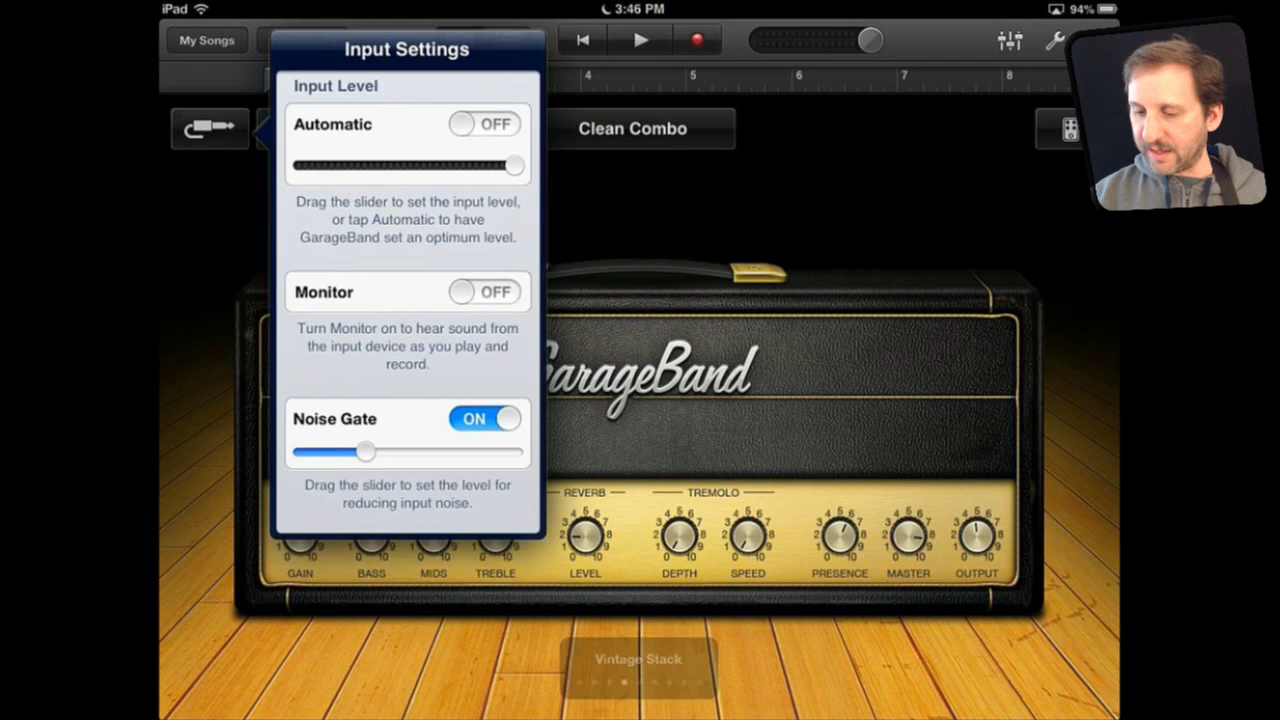 iPad 3:46 PM 94%
My Songs
4 5 6 7 8
Input Settings
Input Level
Automatic OFF
Drag the slider to set the input level,
or tap Automatic to have
GarageBand set an optimum level.
Monitor OFF
Turn Monitor on to hear sound from
the input device as you play and
record.
Noise Gate ON
Drag the slider to set the level for
reducing input noise.
Clean Combo
GarageBand
REVERB TREMOLO
GAIN BASS MIDS TREBLE LEVEL DEPTH SPEED PRESENCE MASTER OUTPUT
Vintage Stack